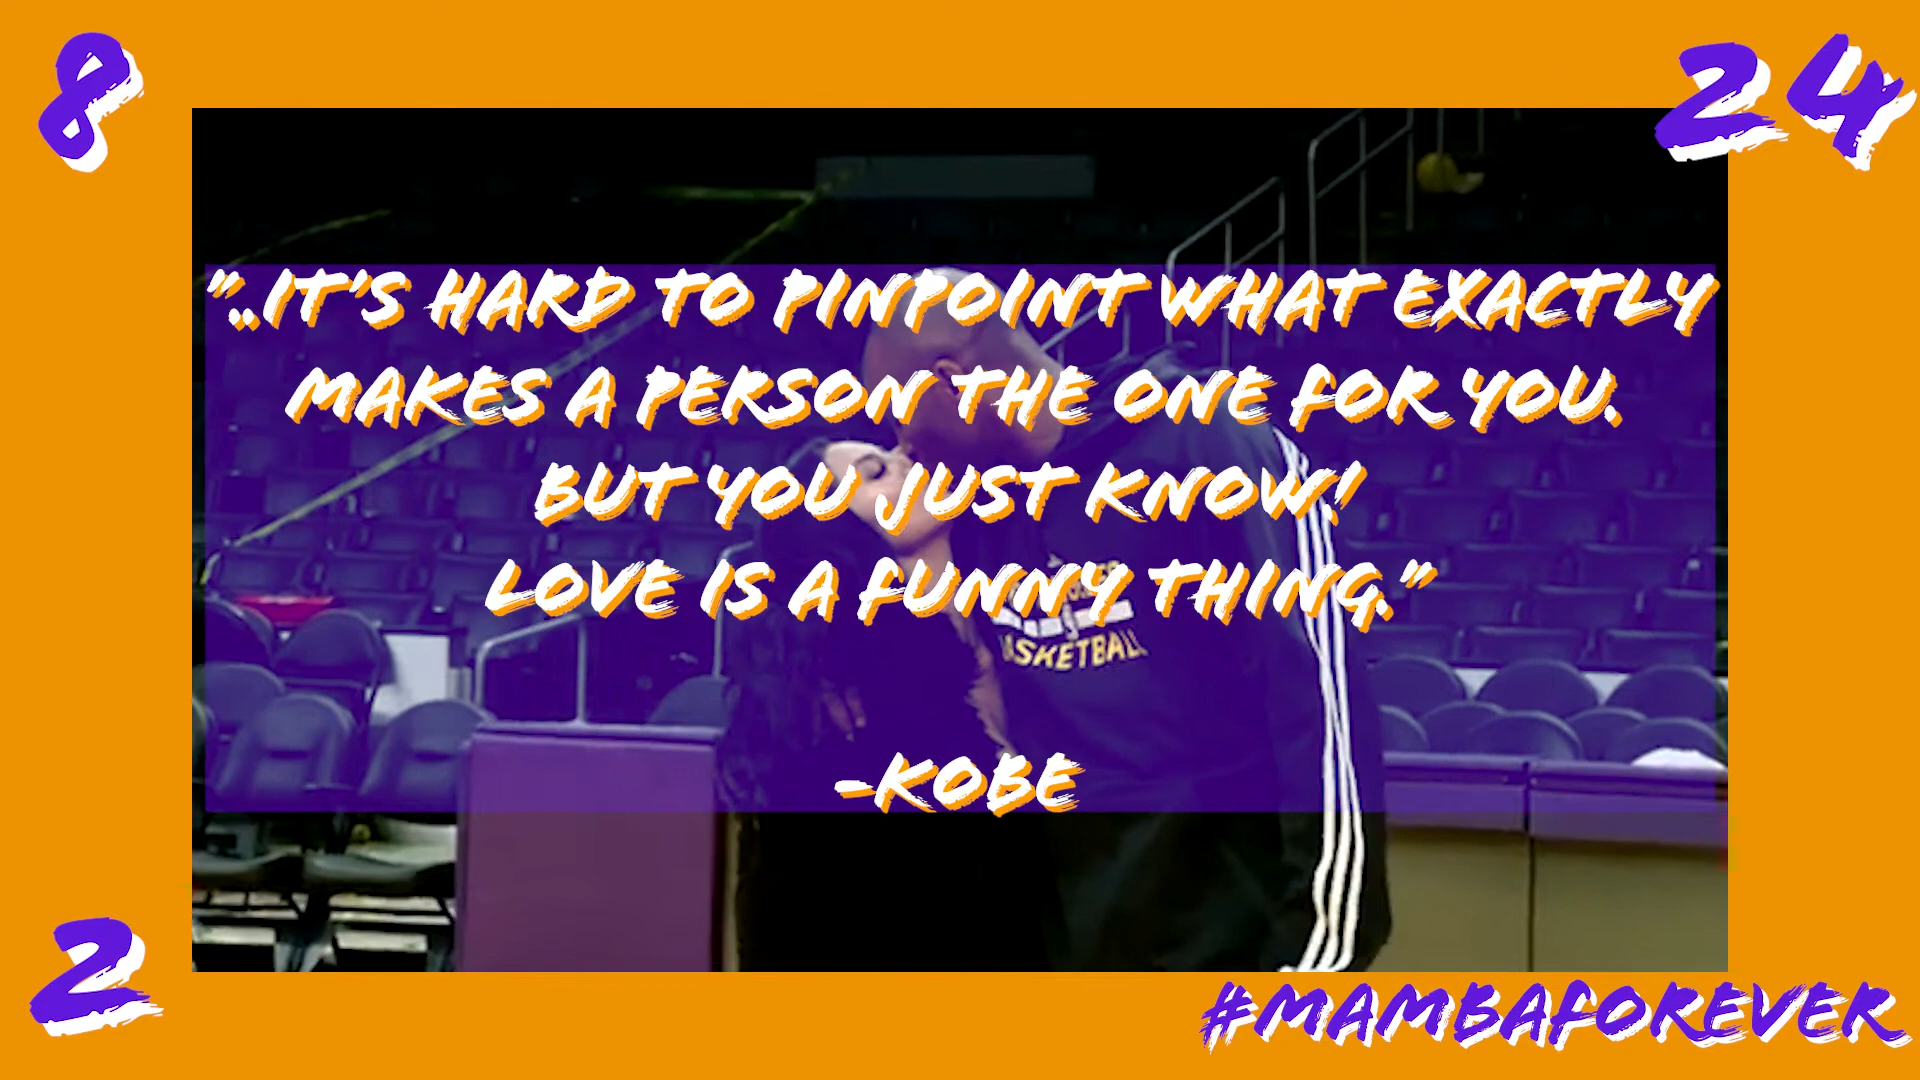 8
24
"..IT'S HARD TO PINPOINT WHAT EXACTLY
MAKES A PERSON THE ONE FOR YOU.
BUT YOU JUST KNOW!
LOVE IS A FUNNY THING."
BASKETBALL
-KOBE
2
#MAMBAFOREVER